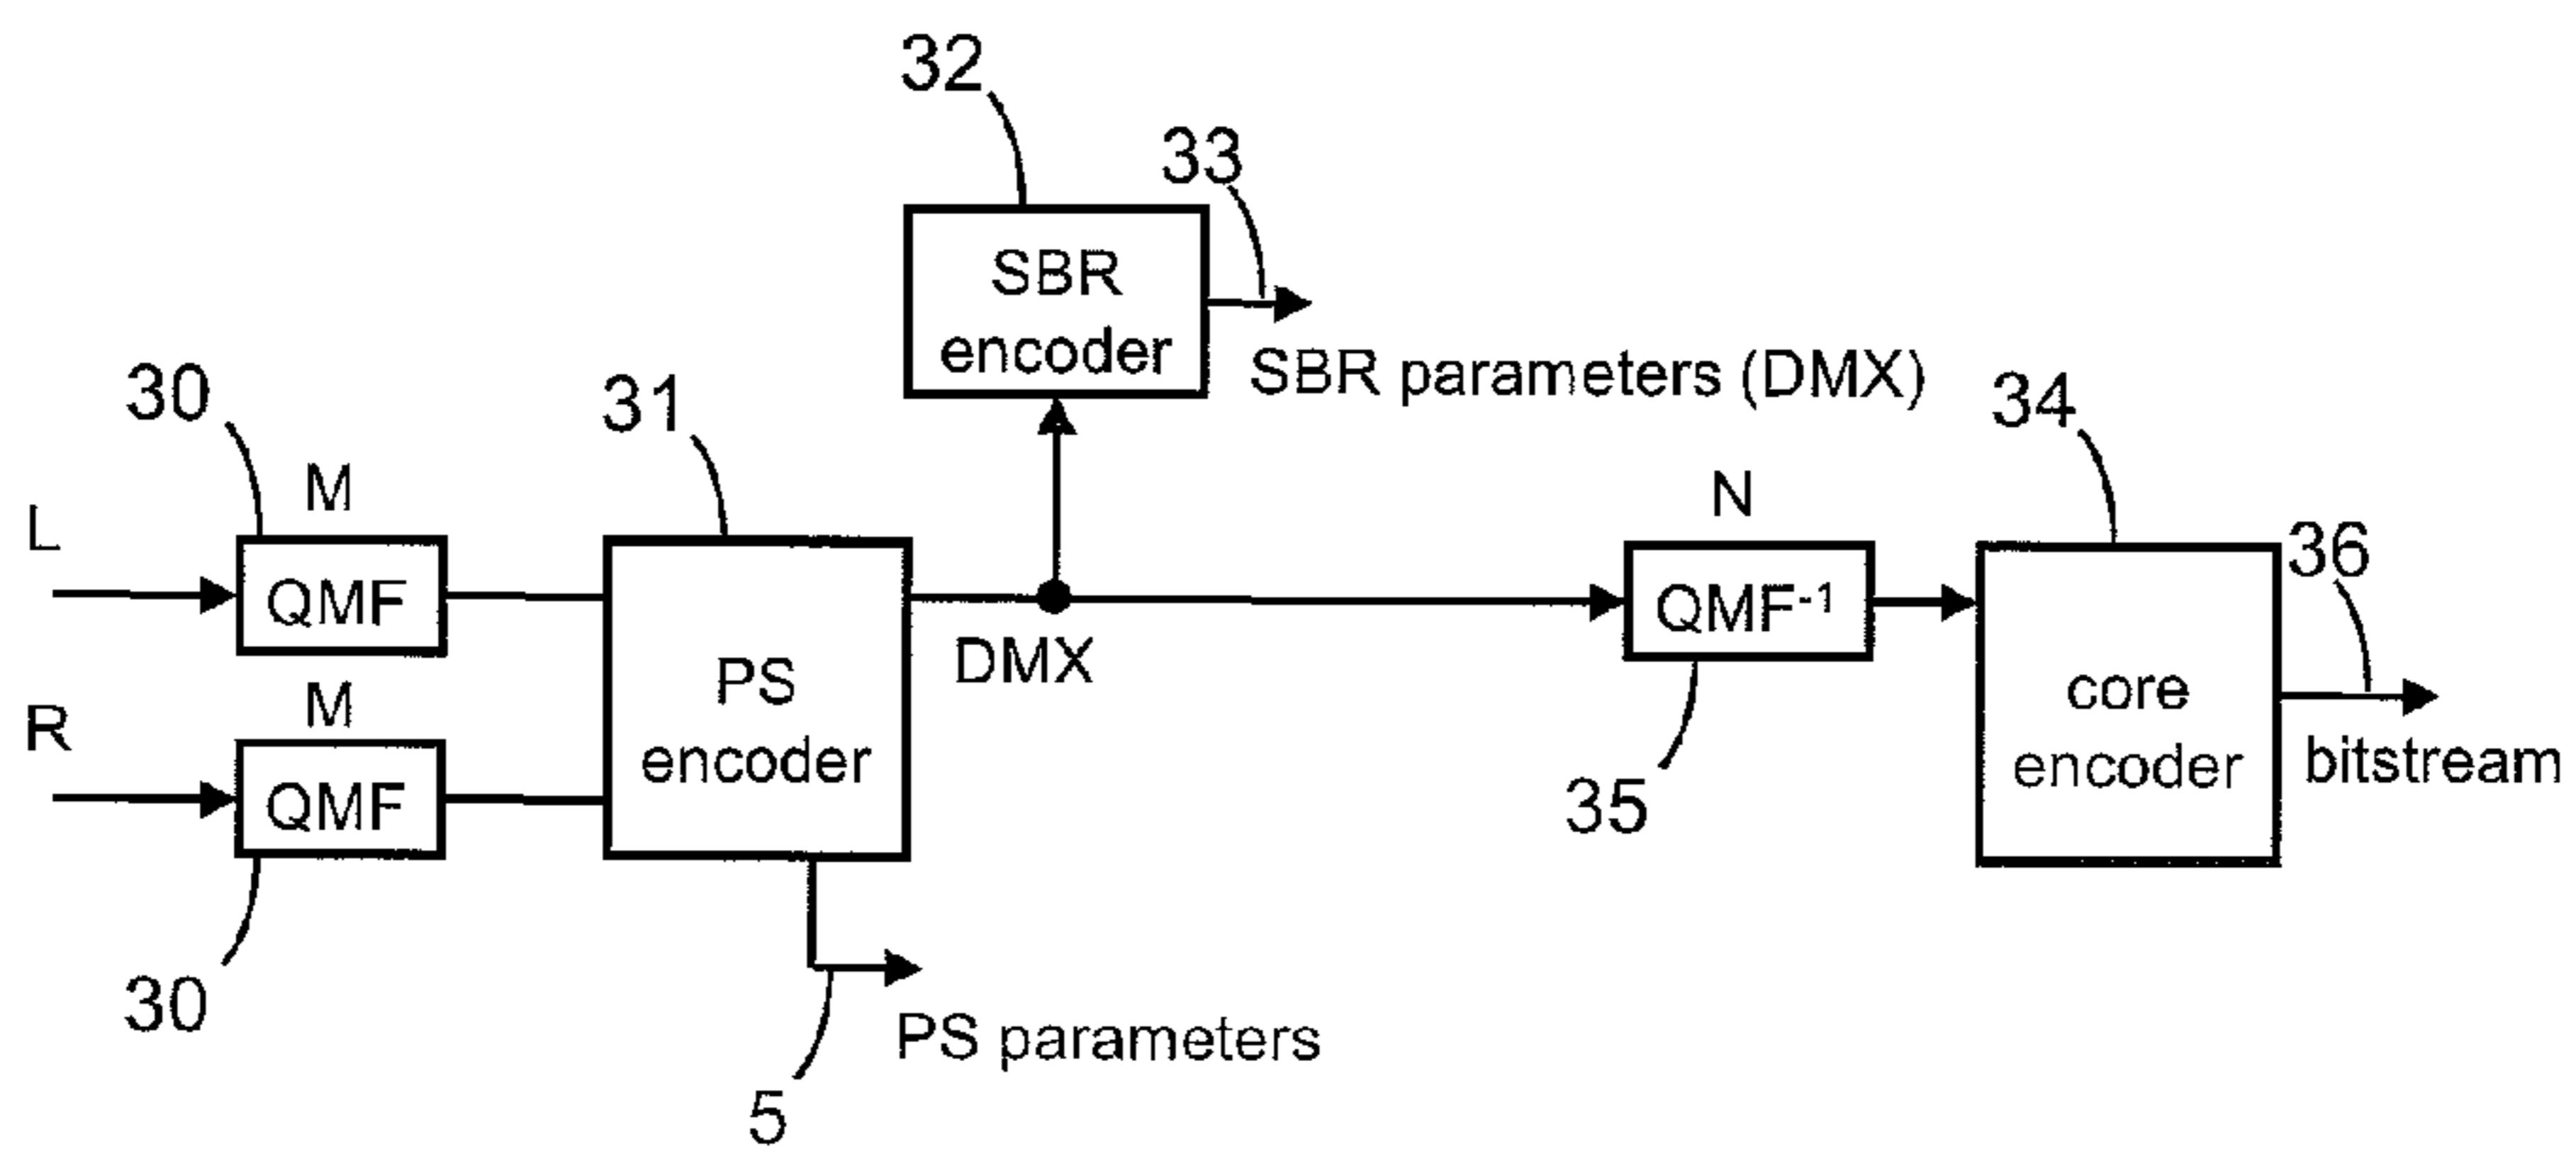 32
33
SBR
encoder
SBR parameters (DMX)
30
31
34
M
N
L
QMF
QMF-1
36
DMX
M
R
PS
encoder
core
encoder
QMF
35
bitstream
30
PS parameters
5